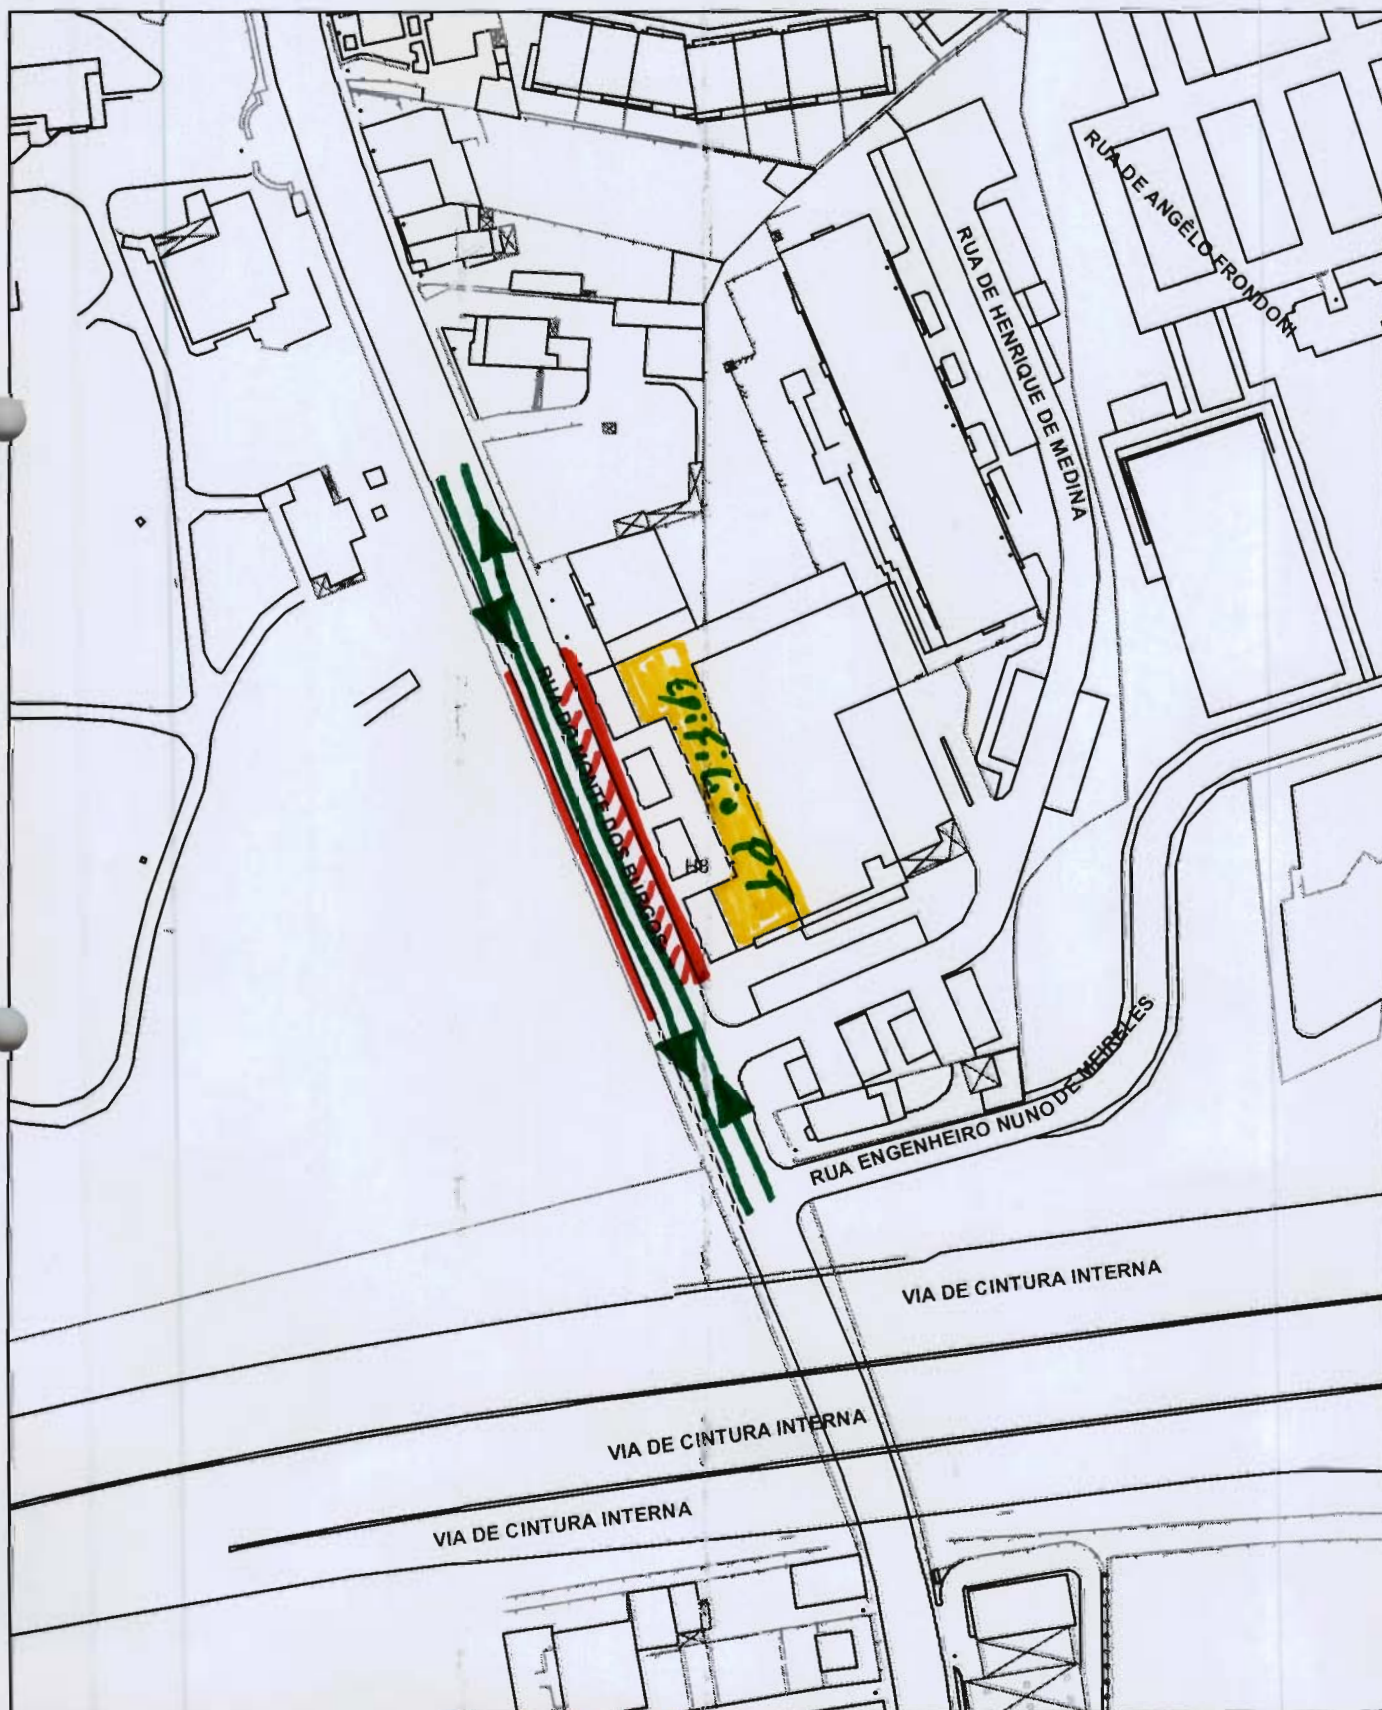 RUA DE ANGÊLO FRONDONI
RUA DE HENRIQUE DE MEDINA
RUA DO MONTE DOS BURGOS
Edifício PT
RUA ENGENHEIRO NUNO DE MEIRELES
VIA DE CINTURA INTERNA
VIA DE CINTURA INTERNA
VIA DE CINTURA INTERNA